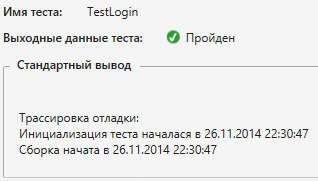 Имя теста: TestLogin
Выходные данные теста: Пройден
Стандартный вывод
Трассировка отладки:
Инициализация теста началася в 26.11.2014 22:30:47
Сборка начата в 26.11.2014 22:30:47